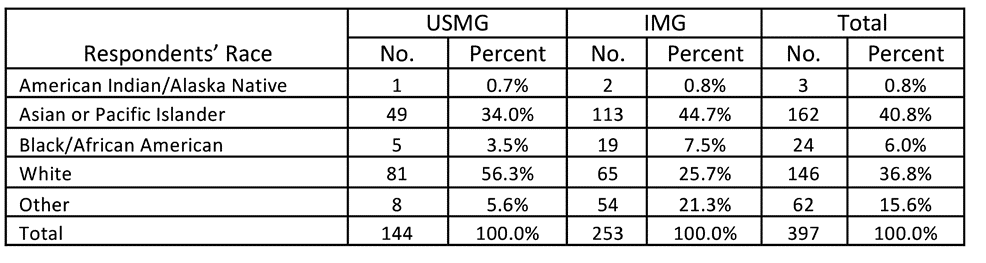 USMG IMG Total
Respondents’ Race No. Percent No. Percent No. Percent
American Indian/Alaska Native 1 0.7% 2 0.8% 3 0.8%
Asian or Pacific Islander 49 34.0% 113 44.7% 162 40.8%
Black/African American 5 3.5% 19 7.5% 24 6.0%
White 81 56.3% 65 25.7% 146 36.8%
Other 8 5.6% 54 21.3% 62 15.6%
Total 144 100.0% 253 100.0% 397 100.0%